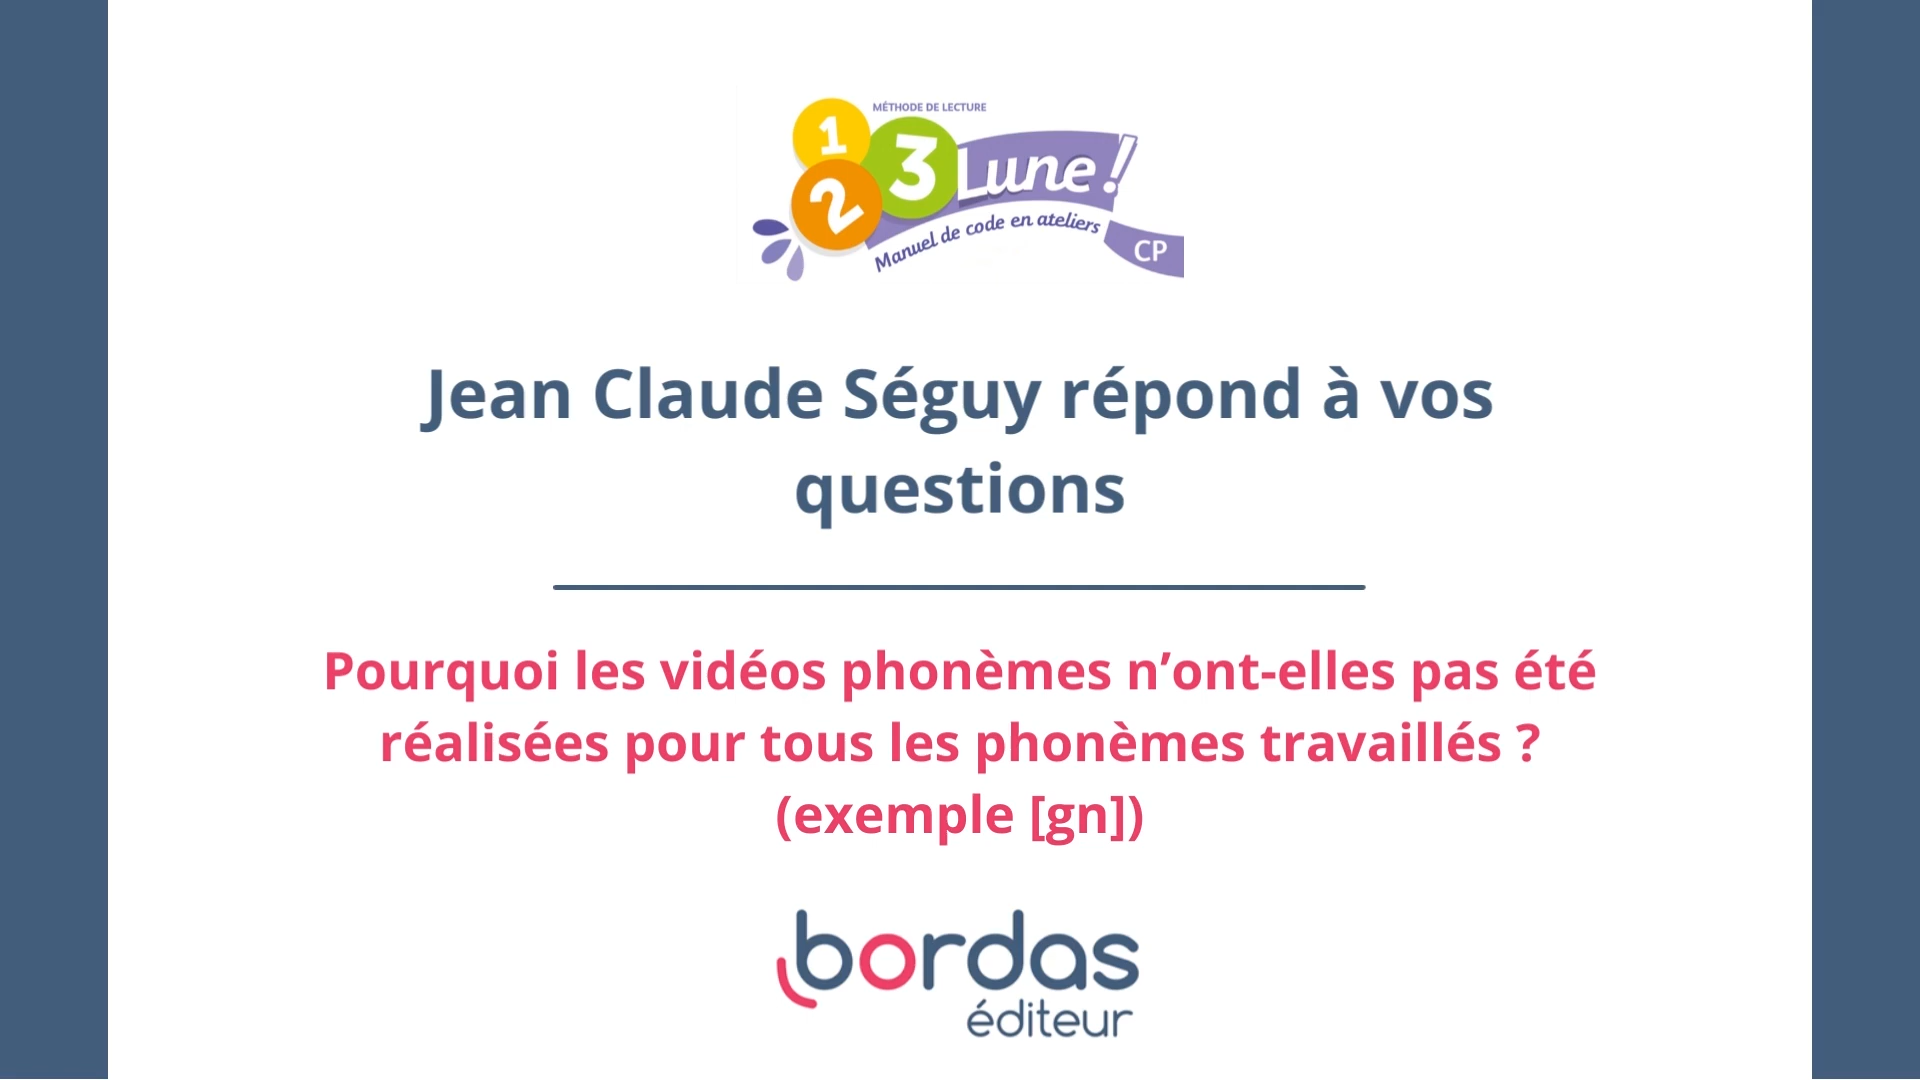 MÉTHODE DE LECTURE
1 2 3 Lune !
Manuel de code en ateliers
CP
Jean Claude Séguy répond à vos
questions
Pourquoi les vidéos phonèmes n’ont-elles pas été
réalisées pour tous les phonèmes travaillés ?
(exemple [gn])
bordas
éditeur